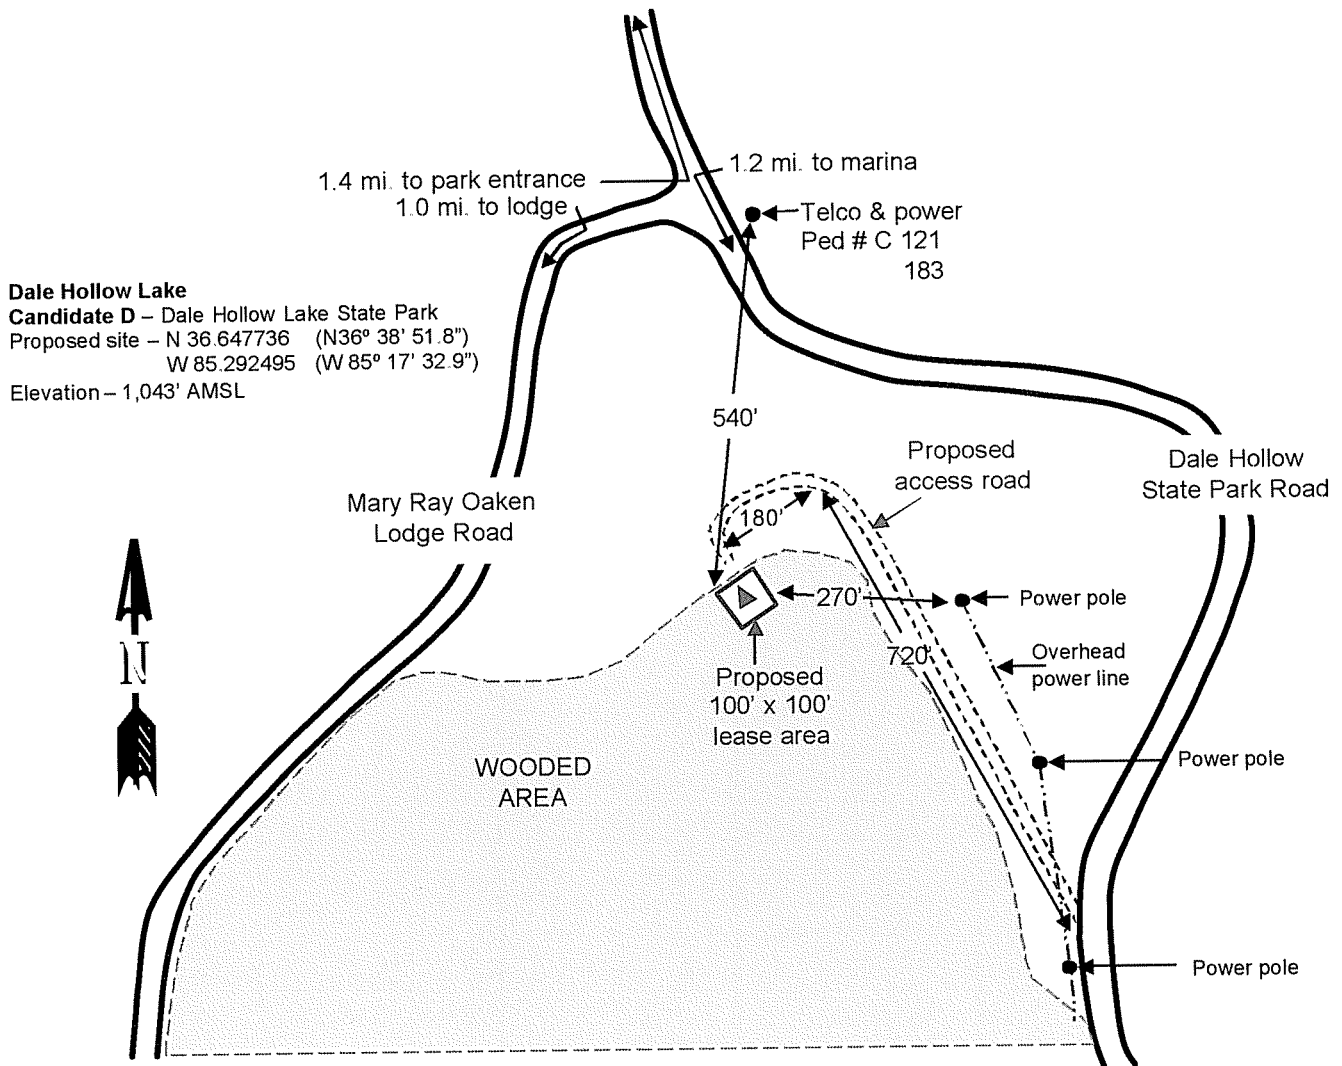 1.4 mi. to park entrance
1.0 mi. to lodge
1.2 mi. to marina
Telco & power
Ped # C 121
183
Dale Hollow Lake
Candidate D – Dale Hollow Lake State Park
Proposed site – N 36.647736 (N36º 38' 51.8")
W 85.292495 (W 85º 17' 32.9")
Elevation – 1,043' AMSL
540'
Proposed
access road
Dale Hollow
State Park Road
Mary Ray Oaken
Lodge Road
180'
270'
Power pole
720'
Overhead
power line
N
Proposed
100' x 100'
lease area
WOODED
AREA
Power pole
Power pole